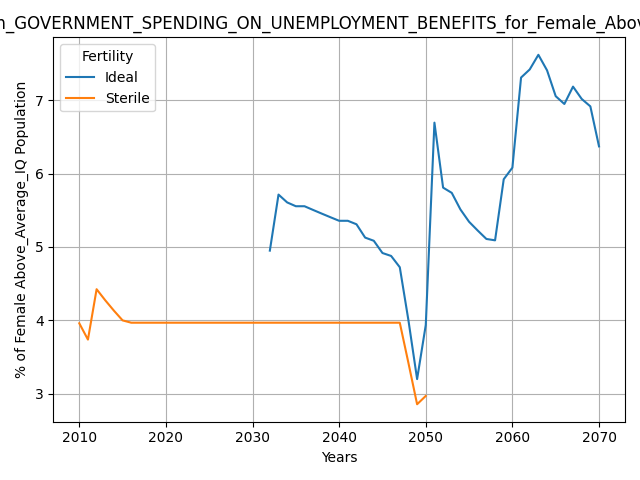 n_GOVERNMENT_SPENDING_ON_UNEMPLOYMENT_BENEFITS_for_Female_Abov
Fertility
Ideal
Sterile
% of Female Above_Average_IQ Population
7
6
5
4
3
2010 2020 2030 2040 2050 2060 2070
Years